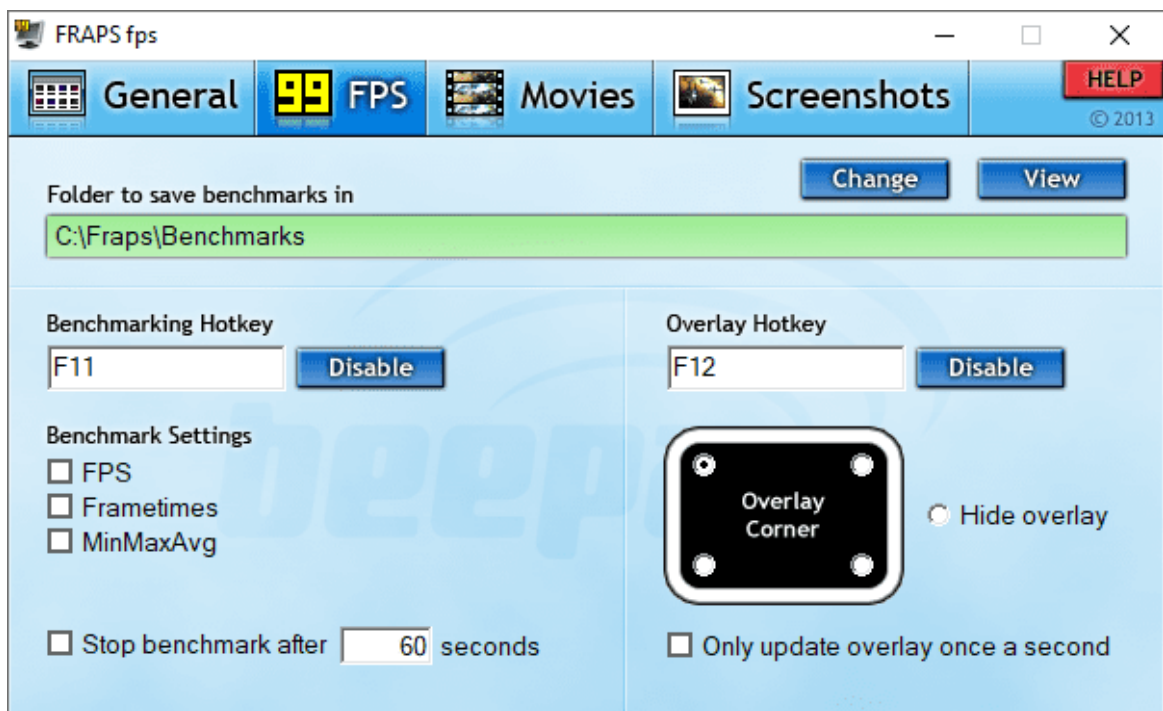 FRAPS fps
General
99 FPS
Movies
Screenshots
HELP
© 2013
Folder to save benchmarks in
Change
View
C:\Fraps\Benchmarks
Benchmarking Hotkey
F11
Disable
Benchmark Settings
FPS
Frametimes
MinMaxAvg
Stop benchmark after 60 seconds
Overlay Hotkey
F12
Disable
Overlay
Corner
Hide overlay
Only update overlay once a second